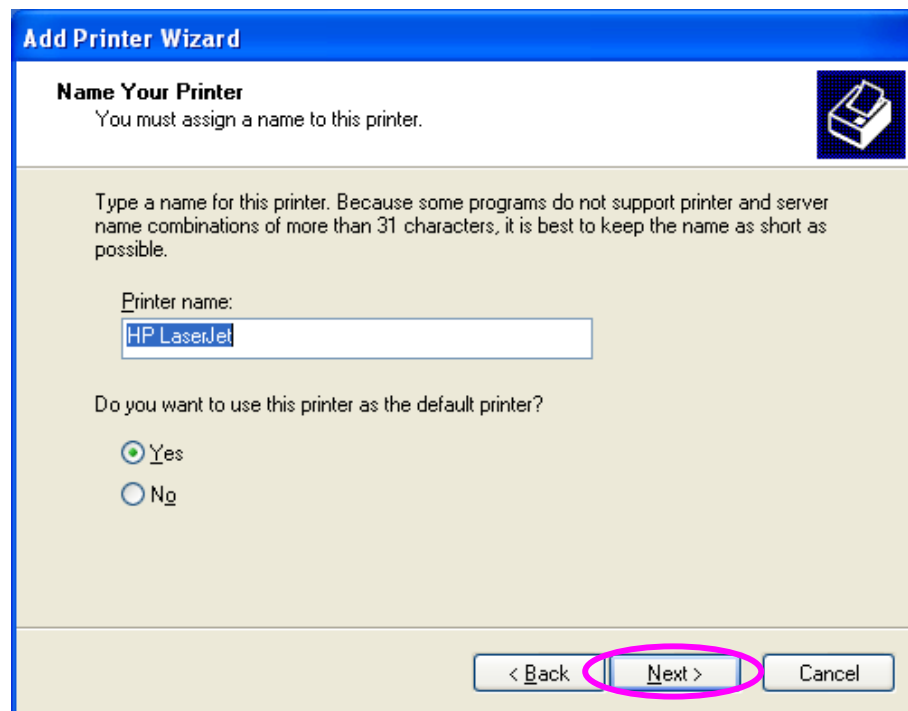 Add Printer Wizard
Name Your Printer
You must assign a name to this printer.
Type a name for this printer. Because some programs do not support printer and server
name combinations of more than 31 characters, it is best to keep the name as short as
possible.
Printer name:
HP LaserJet
Do you want to use this printer as the default printer?
Yes
No
< Back Next > Cancel